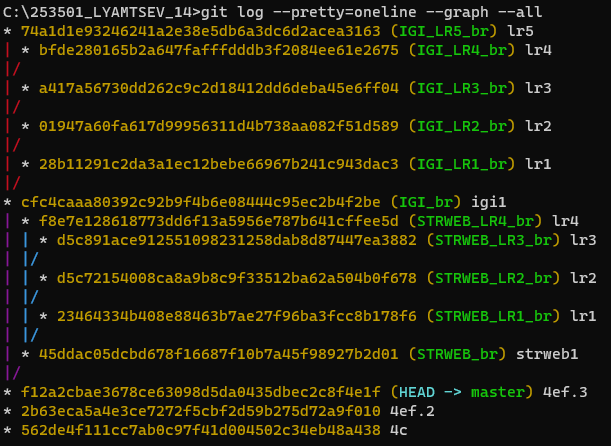 C:\253501_LYAMTSEV_14>git log --pretty=oneline --graph --all
* 74a1d1e93246241a2e38e5db6a3dc6d2acea3163 (IGI_LR5_br) lr5
| * bfde280165b2a647fafffdddb3f2084ee61e2675 (IGI_LR4_br) lr4
|/
| * a417a56730dd262c9c2d18412dd6deba45e6ff04 (IGI_LR3_br) lr3
|/
| * 01947a60fa617d99956311d4b738aa082f51d589 (IGI_LR2_br) lr2
|/
| * 28b11291c2da3a1ec12bebe66967b241c943dac3 (IGI_LR1_br) lr1
|/
* cfc4caaa80392c92b9f4b6e08444c95ec2b4f2be (IGI_br) igi1
| * f8e7e128618773dd6f13a5956e787b641cffee5d (STRWEB_LR4_br) lr4
| | * d5c891ace912551098231258dab8d87447ea3882 (STRWEB_LR3_br) lr3
| |/
| | * d5c72154008ca8a9b8c9f33512ba62a504b0f678 (STRWEB_LR2_br) lr2
| |/
| | * 23464334b408e88463b7ae27f96ba3fcc8b178f6 (STRWEB_LR1_br) lr1
| |/
| * 45ddac05dcbd678f16687f10b7a45f98927b2d01 (STRWEB_br) strweb1
|/
* f12a2cbae3678ce63098d5da0435dbec2c8f4e1f (HEAD -> master) 4ef.3
* 2b63eca5a4e3ce7272f5cbf2d59b275d72a9f010 4ef.2
* 562de4f111cc7ab0c97f41d004502c34eb48a438 4c